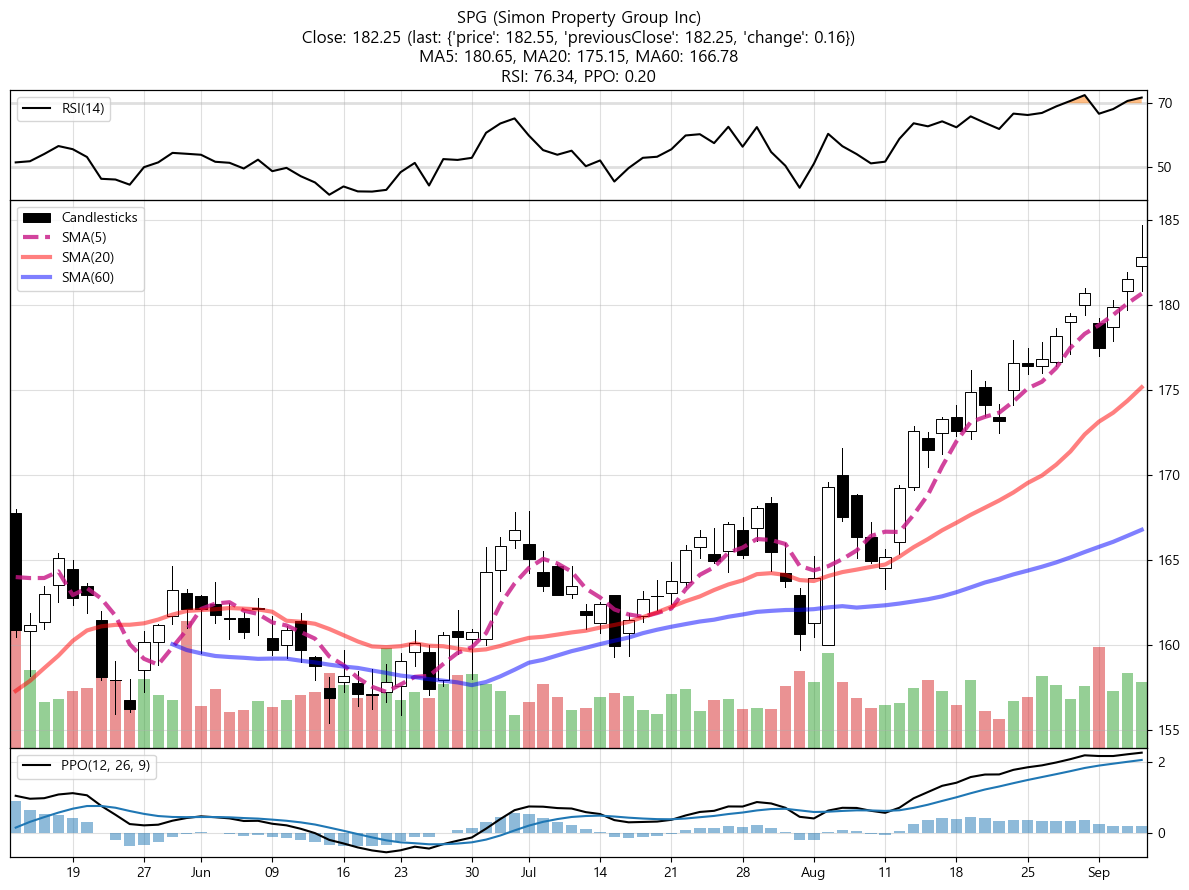 SPG (Simon Property Group Inc)
Close: 182.25 (last: {'price': 182.55, 'previousClose': 182.25, 'change': 0.16})
MA5: 180.65, MA20: 175.15, MA60: 166.78
RSI: 76.34, PPO: 0.20
RSI(14)
70
50
Candlesticks
SMA(5)
SMA(20)
SMA(60)
185
180
175
170
165
160
155
PPO(12, 26, 9)
2
0
19 27 Jun 09 16 23 30 Jul 14 21 28 Aug 11 18 25 Sep